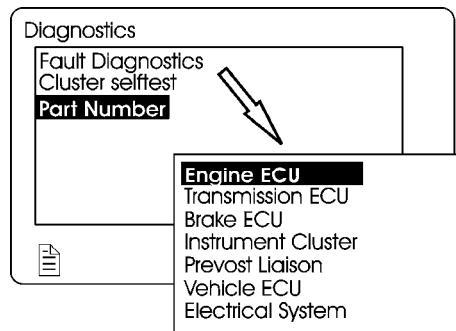 Diagnostics
Fault Diagnostics
Cluster selftest
Part Number
Engine ECU
Transmission ECU
Brake ECU
Instrument Cluster
Prevost Liaison
Vehicle ECU
Electrical System